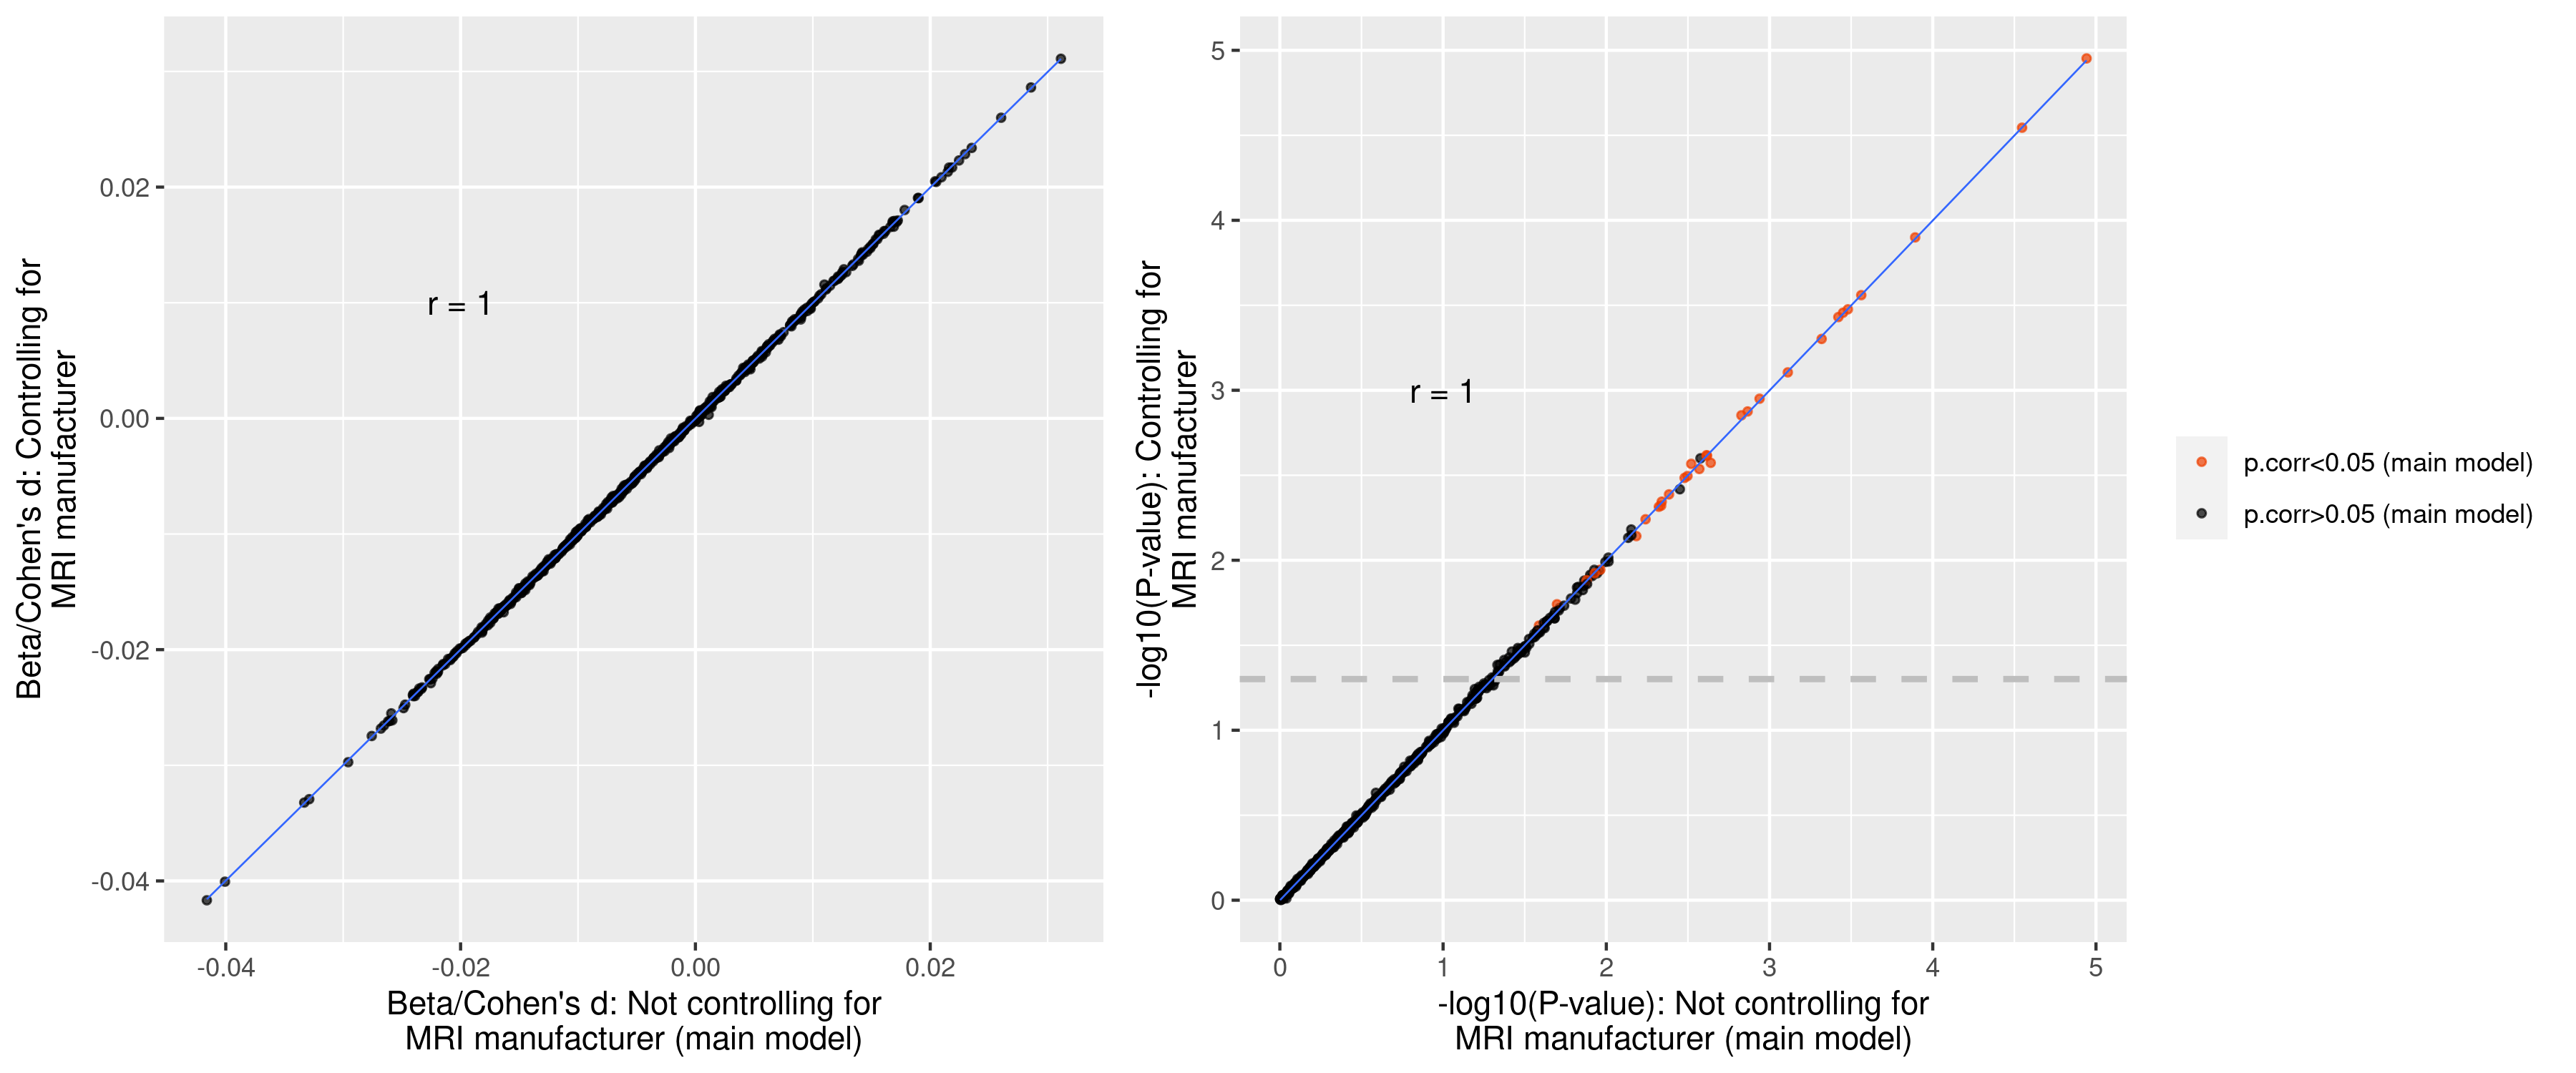 Beta/Cohen's d: Controlling for
MRI manufacturer
0.02
0.00
-0.02
-0.04
r = 1
-0.04
-0.02
0.00
0.02
Beta/Cohen's d: Not controlling for
MRI manufacturer (main model)
-log10(P-value): Controlling for
MRI manufacturer
5
4
3
2
1
0
r = 1
0
1
2
3
4
5
-log10(P-value): Not controlling for
MRI manufacturer (main model)
p.corr<0.05 (main model)
p.corr>0.05 (main model)